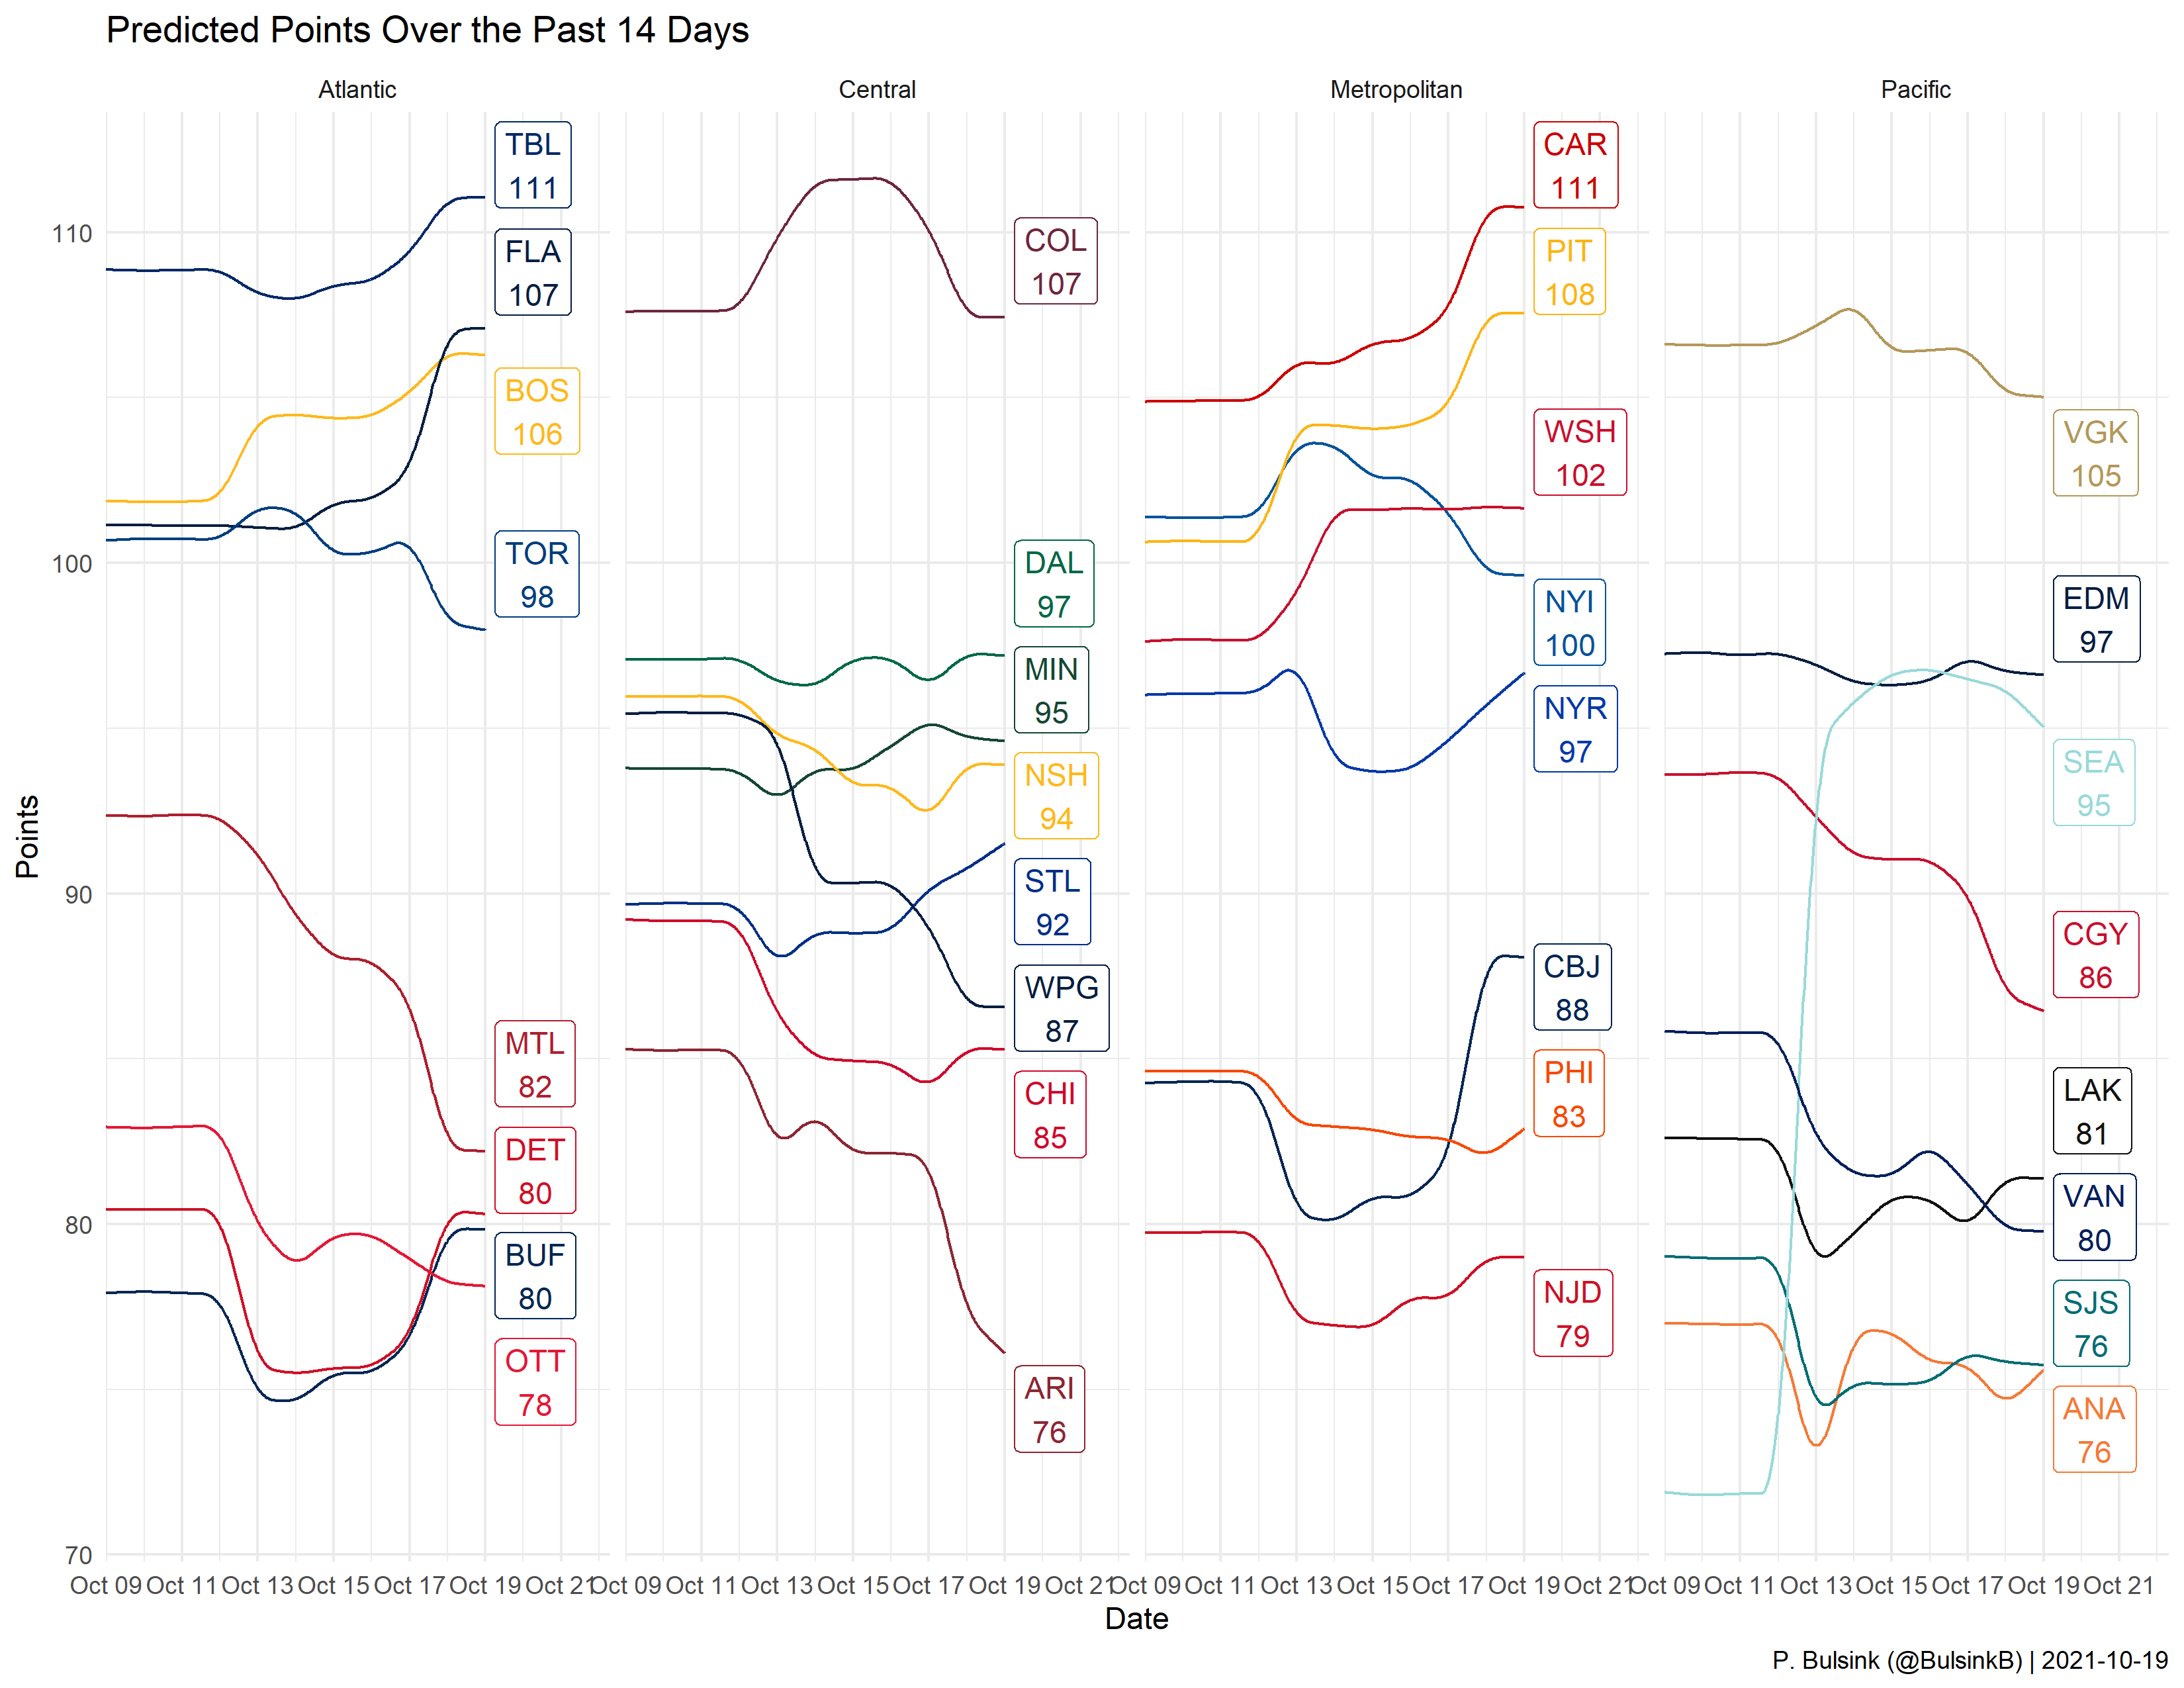 Predicted Points Over the Past 14 Days
Atlantic
Central
Metropolitan
Pacific
Points
110
100
90
80
70
TBL
111
FLA
107
BOS
106
TOR
98
MTL
82
DET
80
BUF
80
OTT
78
COL
107
DAL
97
MIN
95
NSH
94
STL
92
WPG
87
CHI
85
ARI
76
CAR
111
PIT
108
WSH
102
NYI
100
NYR
97
CBJ
88
PHI
83
NJD
79
VGK
105
EDM
97
SEA
95
CGY
86
LAK
81
VAN
80
SJS
76
ANA
76
Oct 09 Oct 11 Oct 13 Oct 15 Oct 17 Oct 19 Oct 21 Oct 09 Oct 11 Oct 13 Oct 15 Oct 17 Oct 19 Oct 21 Oct 09 Oct 11 Oct 13 Oct 15 Oct 17 Oct 19 Oct 21 Oct 09 Oct 11 Oct 13 Oct 15 Oct 17 Oct 19 Oct 21
Date
P. Bulsink (@BulsinkB) | 2021-10-19